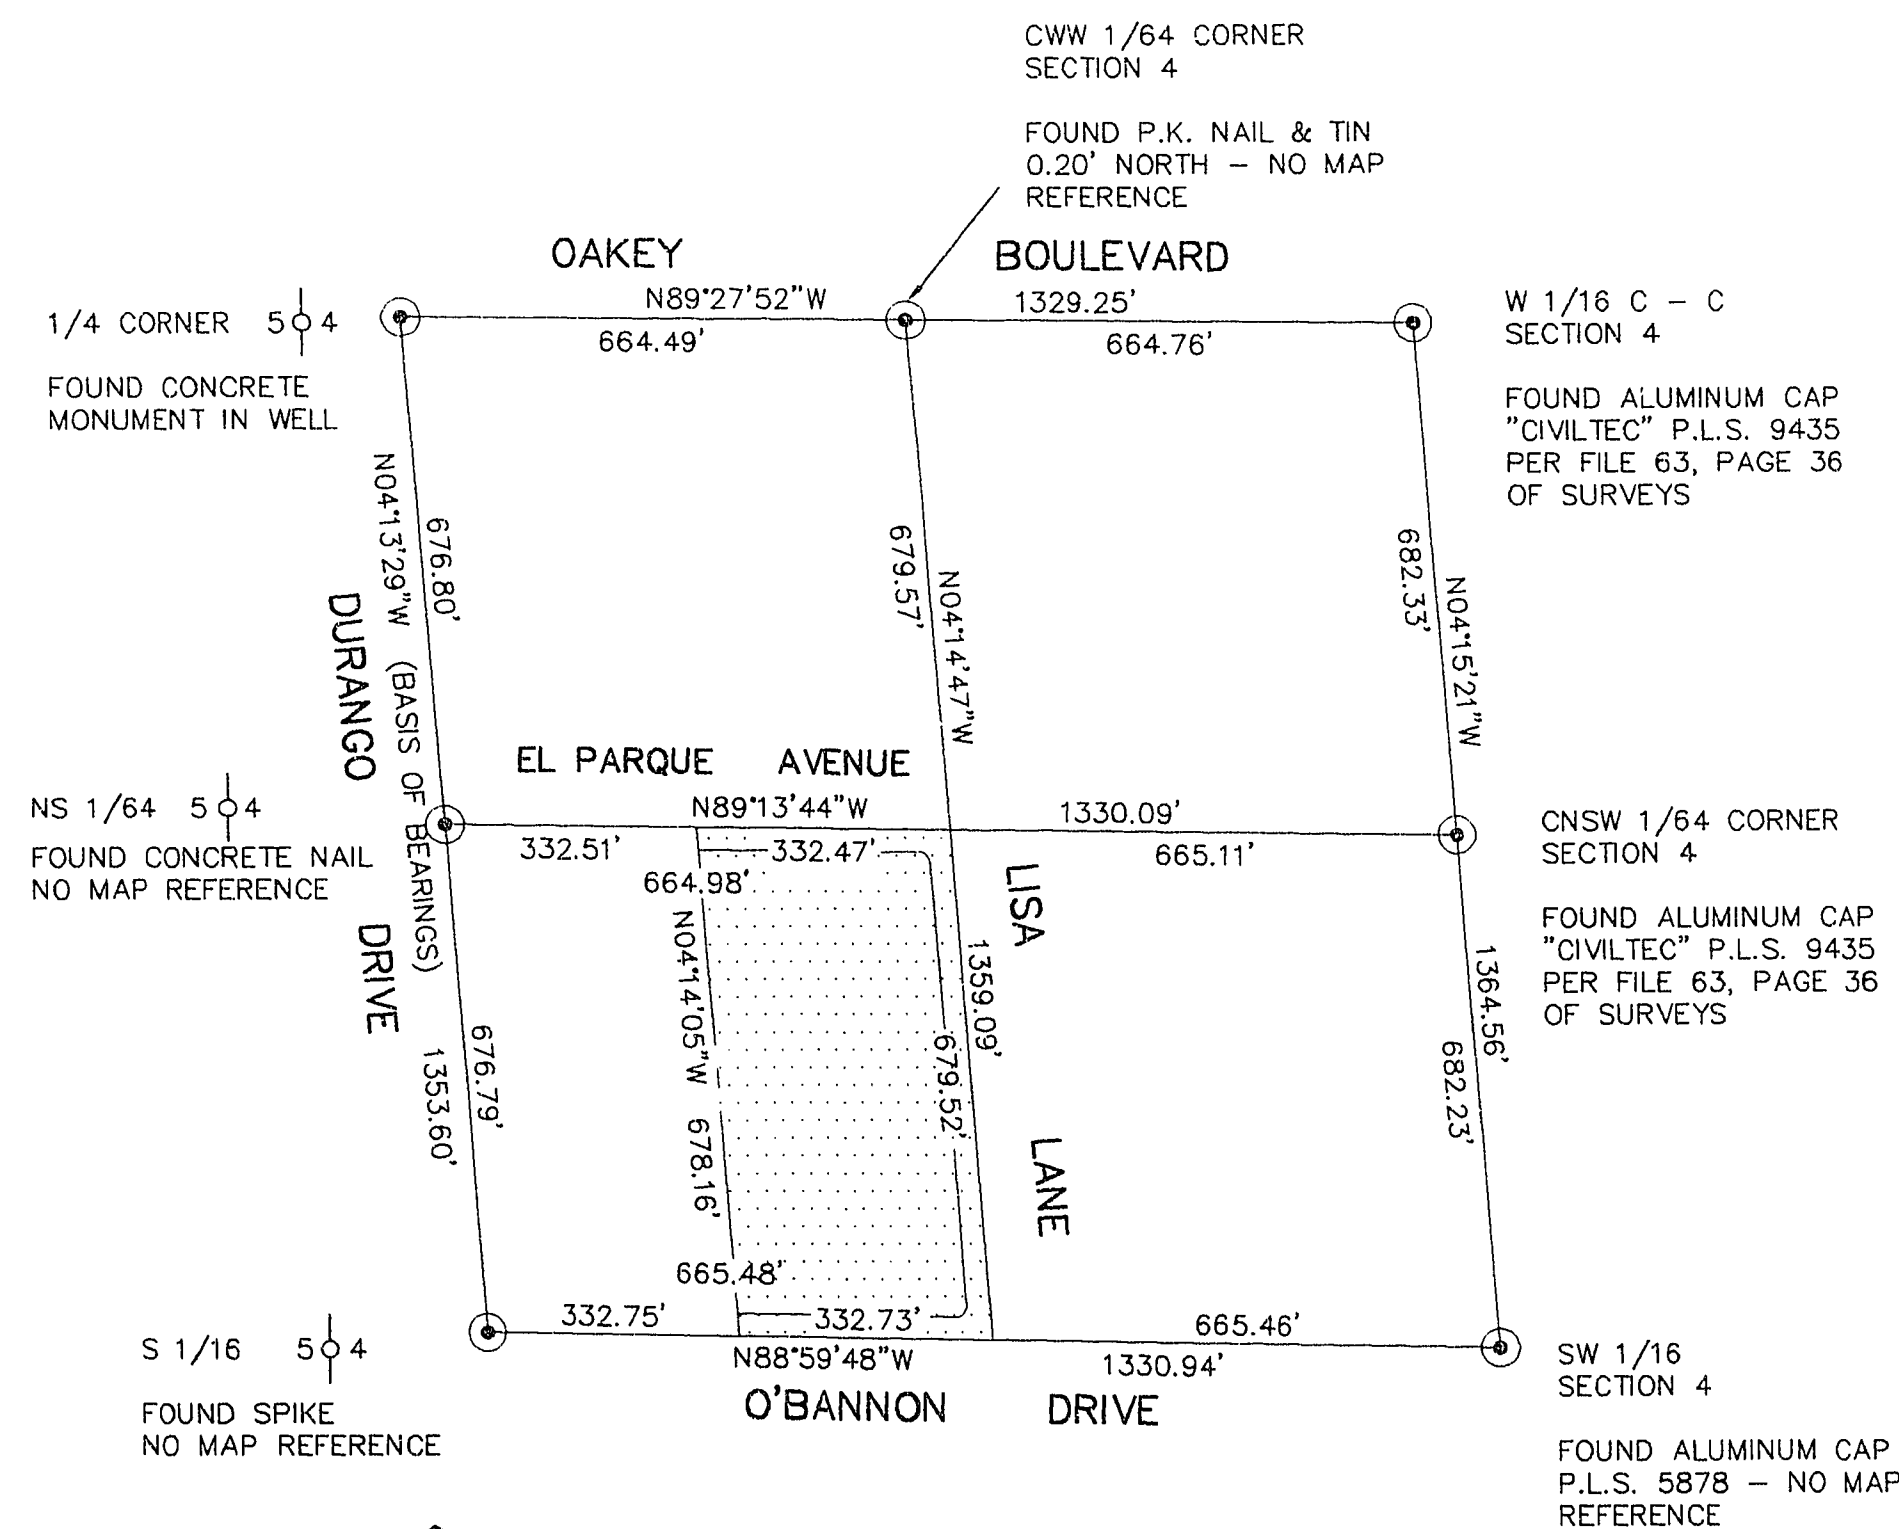 CWW 1/64 CORNER
SECTION 4
FOUND P.K. NAIL & TIN
0.20' NORTH – NO MAP
REFERENCE
OAKEY BOULEVARD
N89°27'52"W 1329.25'
664.49' 664.76'
1/4 CORNER 5 4
FOUND CONCRETE
MONUMENT IN WELL
W 1/16 C – C
SECTION 4
FOUND ALUMINUM CAP
"CIVILTEC" P.L.S. 9435
PER FILE 63, PAGE 36
OF SURVEYS
N04°13'29"W (BASIS OF BEARINGS) 1353.60'
676.80'
679.57'
N04°14'47"W
682.33'
N04°15'21"W
DURANGO DRIVE
EL PARQUE AVENUE
N89°13'44"W 1330.09'
332.51' 332.47' 665.11'
664.98'
NS 1/64 5 4
FOUND CONCRETE NAIL
NO MAP REFERENCE
CNSW 1/64 CORNER
SECTION 4
FOUND ALUMINUM CAP
"CIVILTEC" P.L.S. 9435
PER FILE 63, PAGE 36
OF SURVEYS
LISA LANE
676.79'
N04°14'05"W 678.16'
679.52'
1359.09'
1364.56'
682.23'
665.48'
332.75' 332.73' 665.46'
N88°59'48"W 1330.94'
O'BANNON DRIVE
S 1/16 5 4
FOUND SPIKE
NO MAP REFERENCE
SW 1/16
SECTION 4
FOUND ALUMINUM CAP
P.L.S. 5878 – NO MAP
REFERENCE